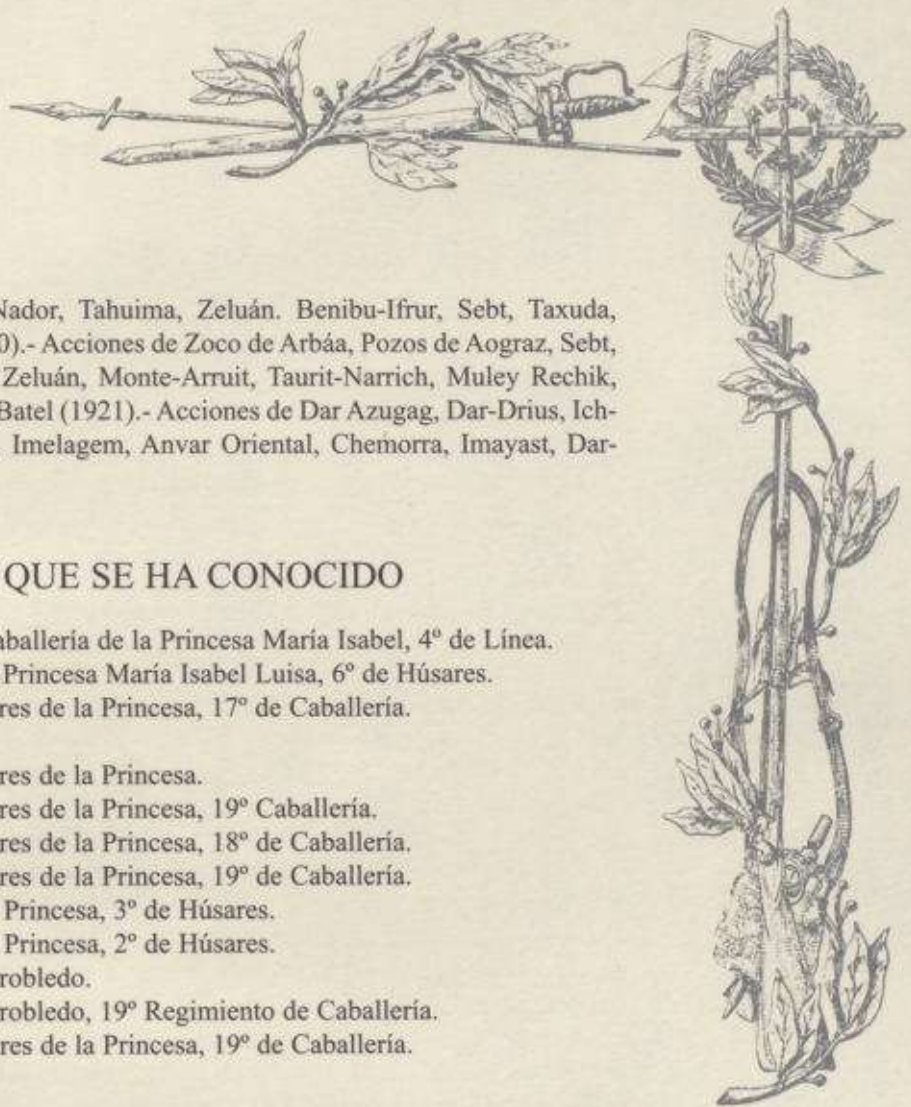 Nador, Tahuima, Zeluán. Benibu-Ifrur, Sebt, Taxuda,
0).- Acciones de Zoco de Arbáa, Pozos de Aograz, Sebt,
Zeluán, Monte-Arruit, Taurit-Narrich, Muley Rechik,
Batel (1921).- Acciones de Dar Azugag, Dar-Drius, Ich-
Imelagem, Anvar Oriental, Chemorra, Imayast, Dar-
QUE SE HA CONOCIDO
aballería de la Princesa María Isabel, 4º de Línea.
Princesa María Isabel Luisa, 6º de Húsares.
res de la Princesa, 17º de Caballería.
res de la Princesa.
res de la Princesa, 19º Caballería.
res de la Princesa, 18º de Caballería.
res de la Princesa, 19º de Caballería.
Princesa, 3º de Húsares.
Princesa, 2º de Húsares.
robledo.
robledo, 19º Regimiento de Caballería.
res de la Princesa, 19º de Caballería.